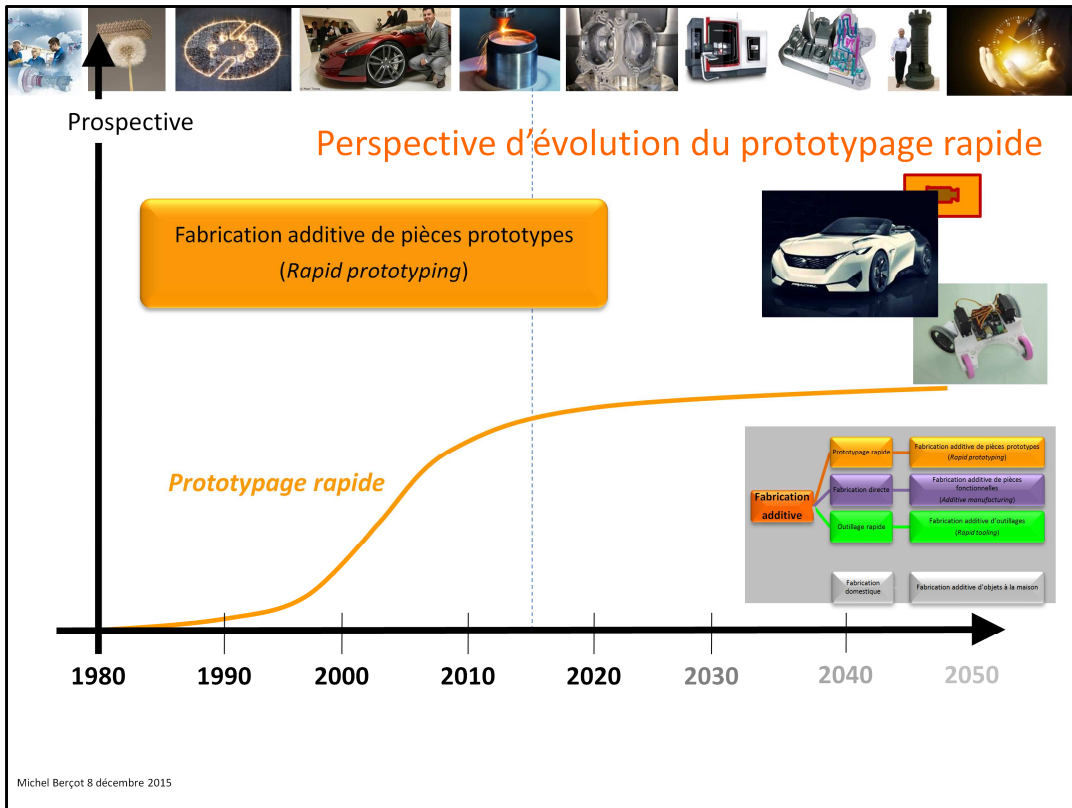 Prospective
Perspective d'évolution du prototypage rapide
Fabrication additive de pièces prototypes
(Rapid prototyping)
FRACTAL
Prototypage rapide
Fabrication
additive
Prototypage rapide
Fabrication additive de pièces prototypes
(Rapid prototyping)
Fabrication directe
Fabrication additive de pièces
fonctionnelles
(Additive manufacturing)
Outillage rapide
Fabrication additive d'outillages
(Rapid tooling)
Fabrication
domestique
Fabrication additive d'objets à la maison
1980 1990 2000 2010 2020 2030 2040 2050
Michel Berçot 8 décembre 2015